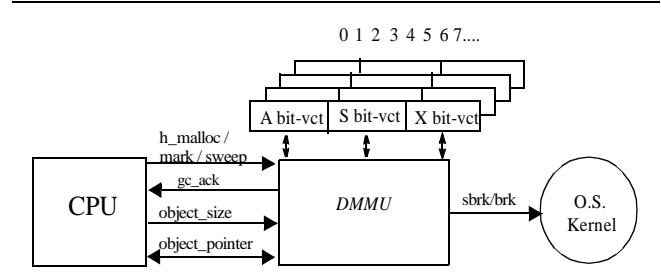 0 1 2 3 4 5 6 7....
A bit-vct S bit-vct X bit-vct
h_malloc /
mark / sweep
gc_ack
CPU
DMMU
sbrk/brk
O.S.
Kernel
object_size
object_pointer